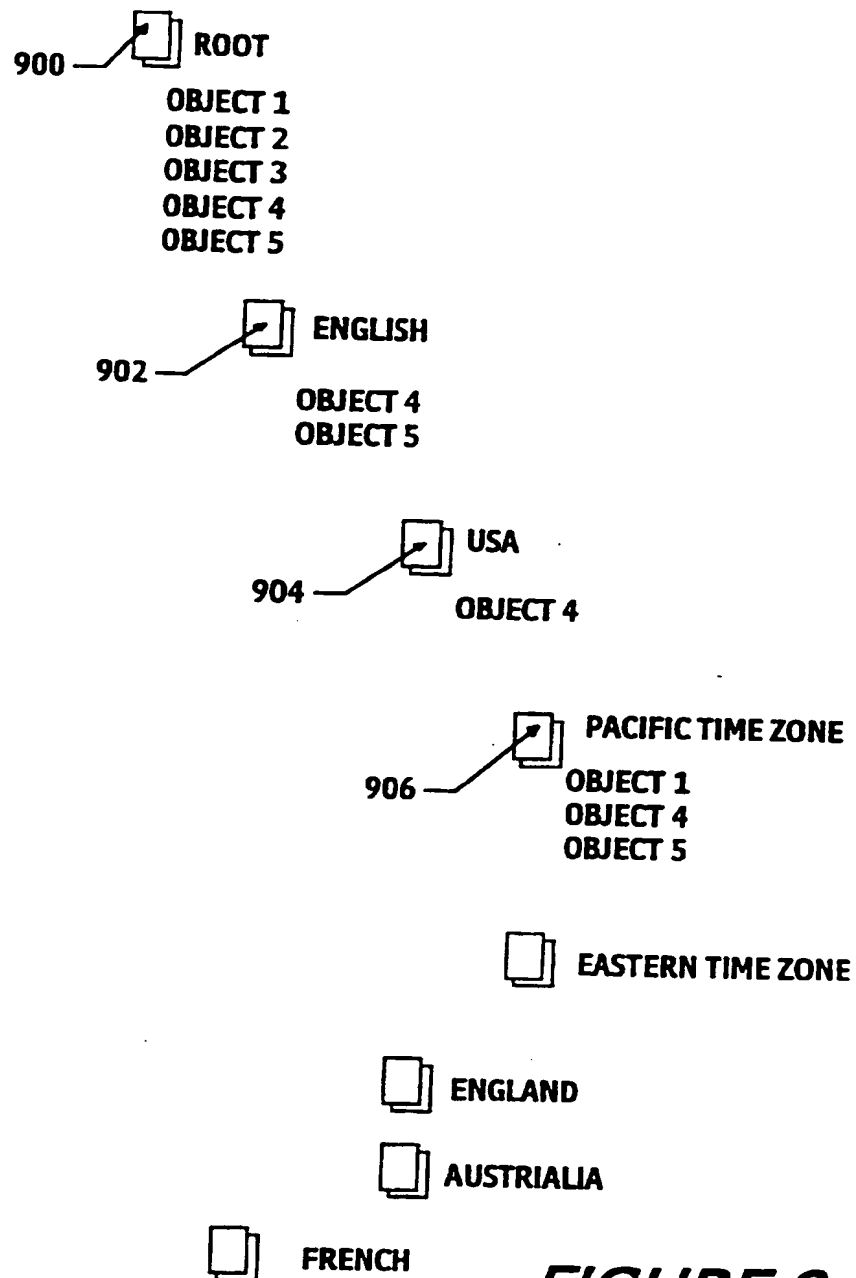 ROOT
900
OBJECT 1
OBJECT 2
OBJECT 3
OBJECT 4
OBJECT 5
ENGLISH
902
OBJECT 4
OBJECT 5
USA
904
OBJECT 4
PACIFIC TIME ZONE
906
OBJECT 1
OBJECT 4
OBJECT 5
EASTERN TIME ZONE
ENGLAND
AUSTRIALIA
FRENCH